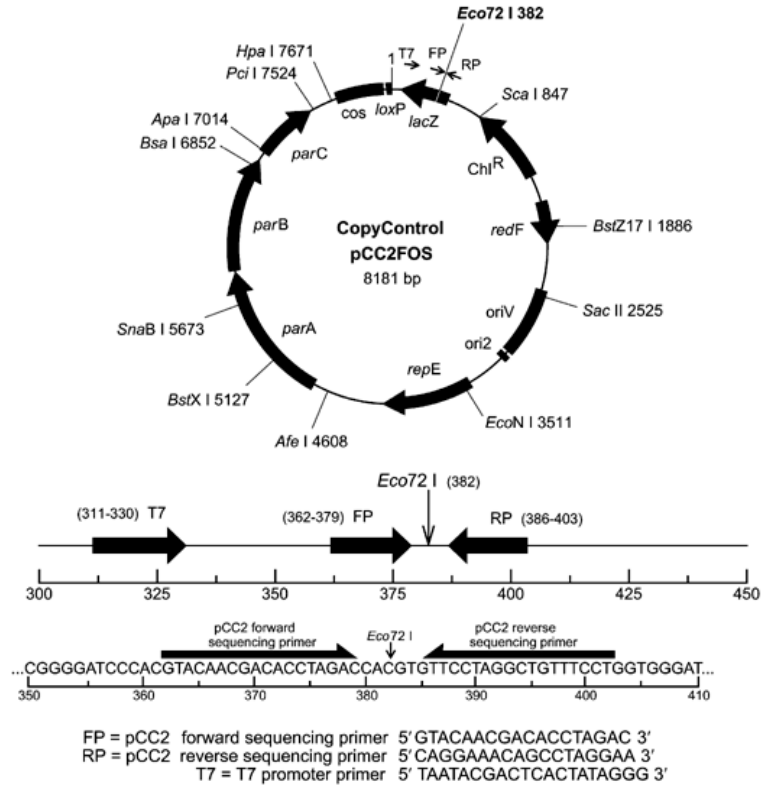 Eco72 I 382
T7 FP
RP
1
Hpa I 7671
Pci I 7524
Sca I 847
cos loxP lacZ
Apa I 7014
Bsa I 6852
parC
ChlR
parB
CopyControl
pCC2FOS
8181 bp
redF
BstZ17 I 1886
oriV
Sac II 2525
SnaB I 5673
parA
ori2
repE
BstX I 5127
EcoN I 3511
Afe I 4608
Eco72 I (382)
(311-330) T7 (362-379) FP RP (386-403)
300 325 375 400 425 450
pCC2 forward
sequencing primer
Eco72 I
pCC2 reverse
sequencing primer
...CGGGGATCCCACGTACAACGACACCTAGACCACGTGTTCCTAGGCTGTTTCCTGGTGGGAT...
350 360 370 380 390 400 410
FP = pCC2 forward sequencing primer 5′ GTACAACGACACCTAGAC 3′
RP = pCC2 reverse sequencing primer 5′ CAGGAAACAGCCTAGGAA 3′
T7 = T7 promoter primer 5′ TAATACGACTCACTATAGGG 3′